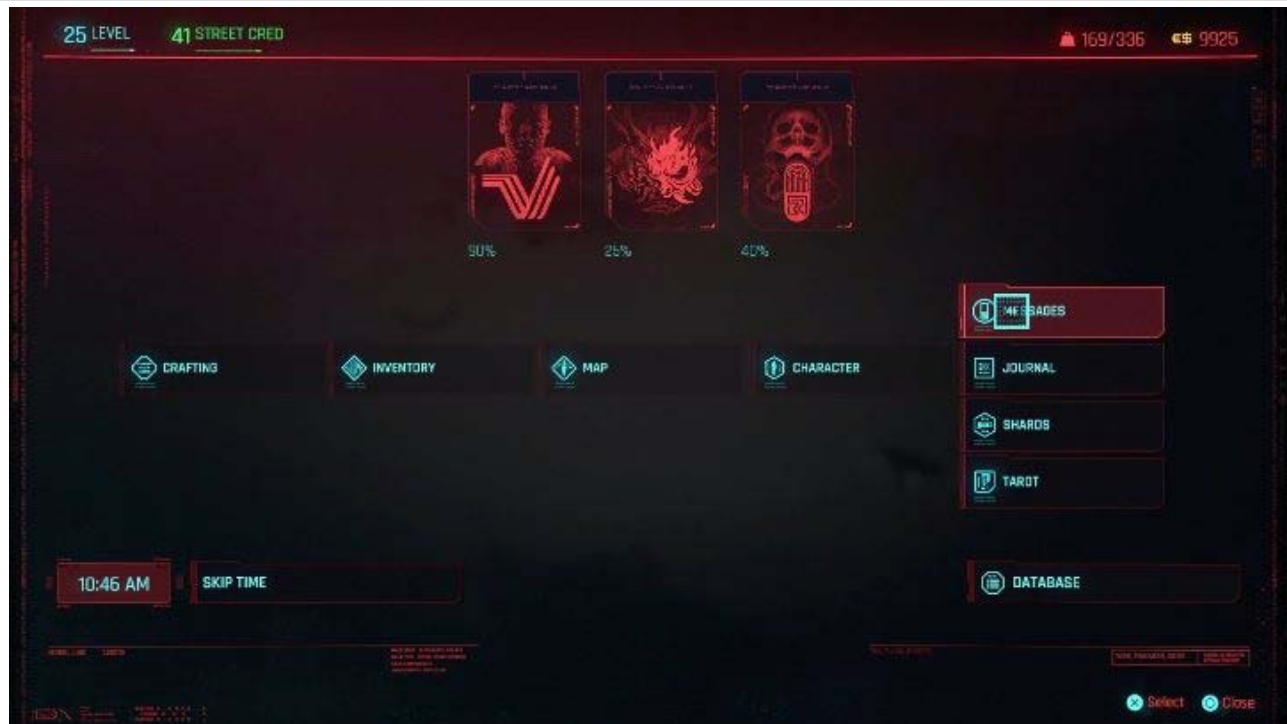 25 LEVEL
41 STREET CRED
169/336
€$ 9925
90%
25%
40%
MESSAGES
CRAFTING
INVENTORY
MAP
CHARACTER
JOURNAL
SHARDS
TAROT
10:46 AM
SKIP TIME
DATABASE
Select
Close